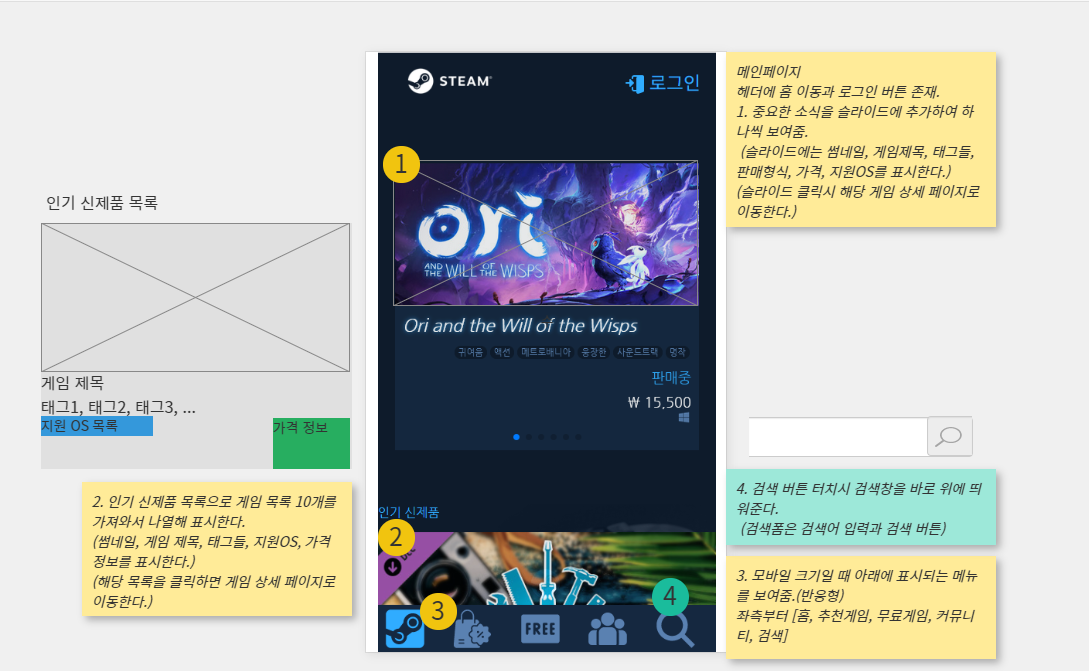 STEAM
로그인
메인페이지
헤더에 홈 이동과 로그인 버튼 존재.
1. 중요한 소식을 슬라이드에 추가하여 하
나씩 보여줌.
(슬라이드에는 썸네일, 게임제목, 태그들,
판매형식, 가격, 지원OS를 표시한다.)
(슬라이드 클릭시 해당 게임 상세 페이지로
이동한다.)
1
ori
AND THE WILL OF THE WISPS
Ori and the Will of the Wisps
귀여움 액션 메트로배니아 웅장한 사운드트랙 명작
판매중
₩ 15,500
인기 신제품 목록
게임 제목
태그1, 태그2, 태그3, ...
지원 OS 목록
가격 정보
2. 인기 신제품 목록으로 게임 목록 10개를
가져와서 나열해 표시한다.
(썸네일, 게임 제목, 태그들, 지원OS, 가격
정보를 표시한다.)
(해당 목록을 클릭하면 게임 상세 페이지로
이동한다.)
인기 신제품
2
DLC
3
FREE
4
4. 검색 버튼 터치시 검색창을 바로 위에 띄
워준다.
(검색폼은 검색어 입력과 검색 버튼)
3. 모바일 크기일 때 아래에 표시되는 메뉴
를 보여줌.(반응형)
좌측부터 [홈, 추천게임, 무료게임, 커뮤니
티, 검색]